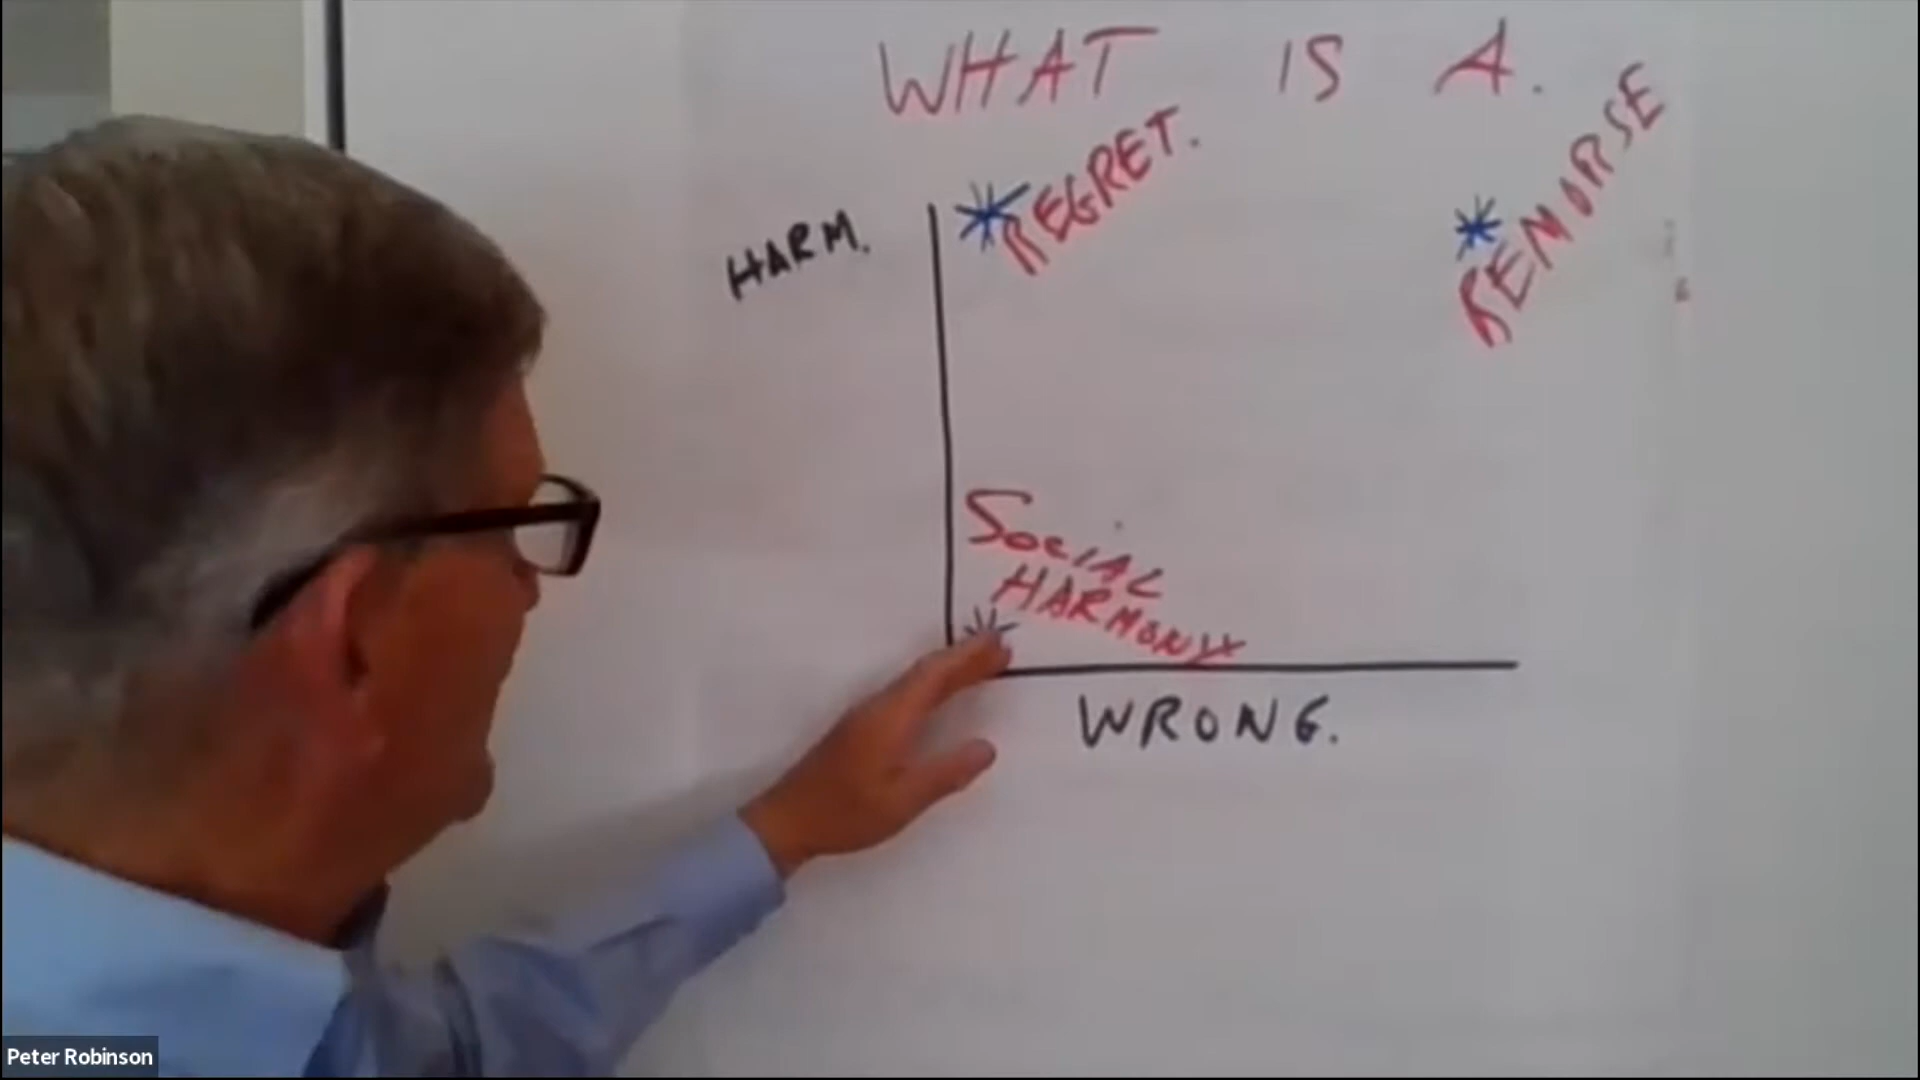 WHAT IS A.
REGRET.
REMORSE
HARM.
SOCIAL
HARMONY
WRONG.
Peter Robinson